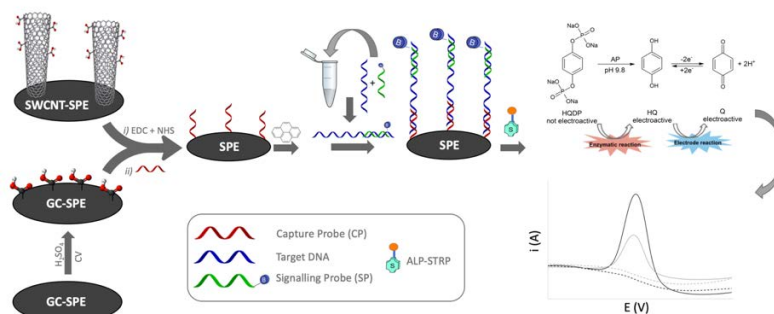 SWCNT-SPE
i) EDC + NHS
ii)
GC-SPE
H₂SO₄
CV
GC-SPE
SPE
+
B
B
B
SPE
S
NaO
ONa
AP
pH 9.8
-2e⁻
+2e⁻
+ 2H⁺
NaO
ONa
HQDP
not electroactive
HQ
electroactive
Q
electroactive
Enzymatic reaction
Electrode reaction
Capture Probe (CP)
Target DNA
Signalling Probe (SP)
B
S
ALP-STRP
i (A)
E (V)